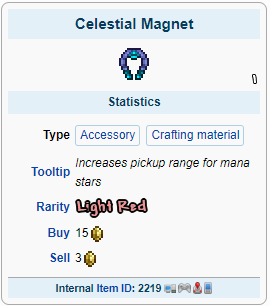 Celestial Magnet
Statistics
Type Accessory Crafting material
Tooltip Increases pickup range for mana
stars
Rarity Light Red
Buy 15
Sell 3
Internal Item ID: 2219